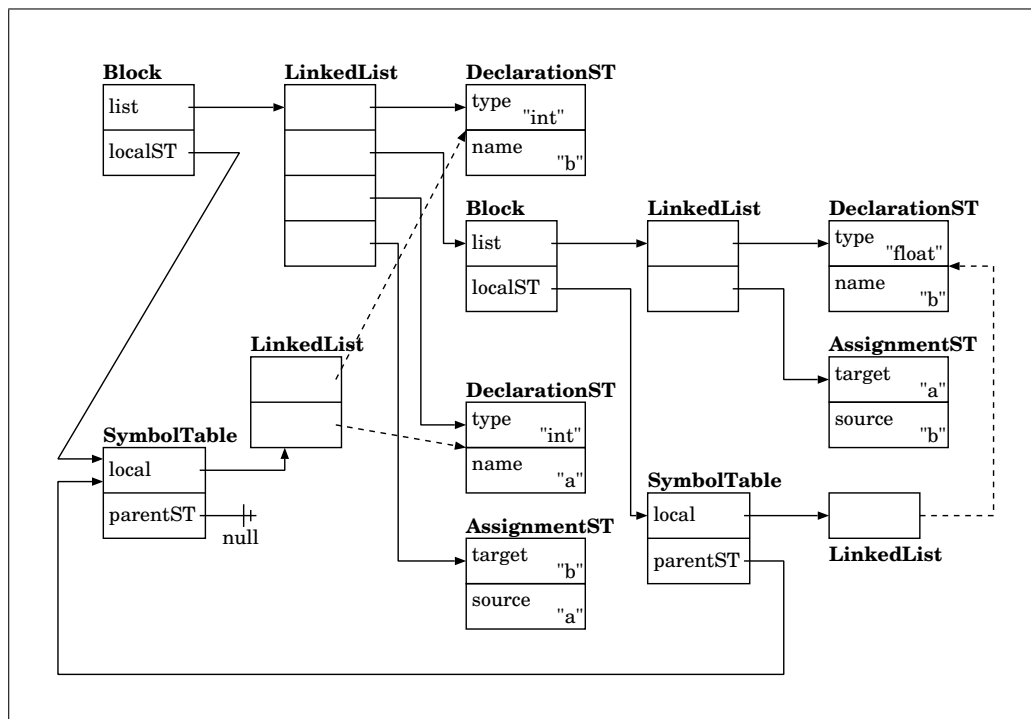 Block
list
localST
LinkedList
DeclarationST
type
"int"
name
"b"
Block
list
localST
LinkedList
DeclarationST
type
"float"
name
"b"
LinkedList
AssignmentST
target
"a"
source
"b"
DeclarationST
type
"int"
name
"a"
SymbolTable
local
parentST
null
AssignmentST
target
"b"
source
"a"
SymbolTable
local
parentST
LinkedList